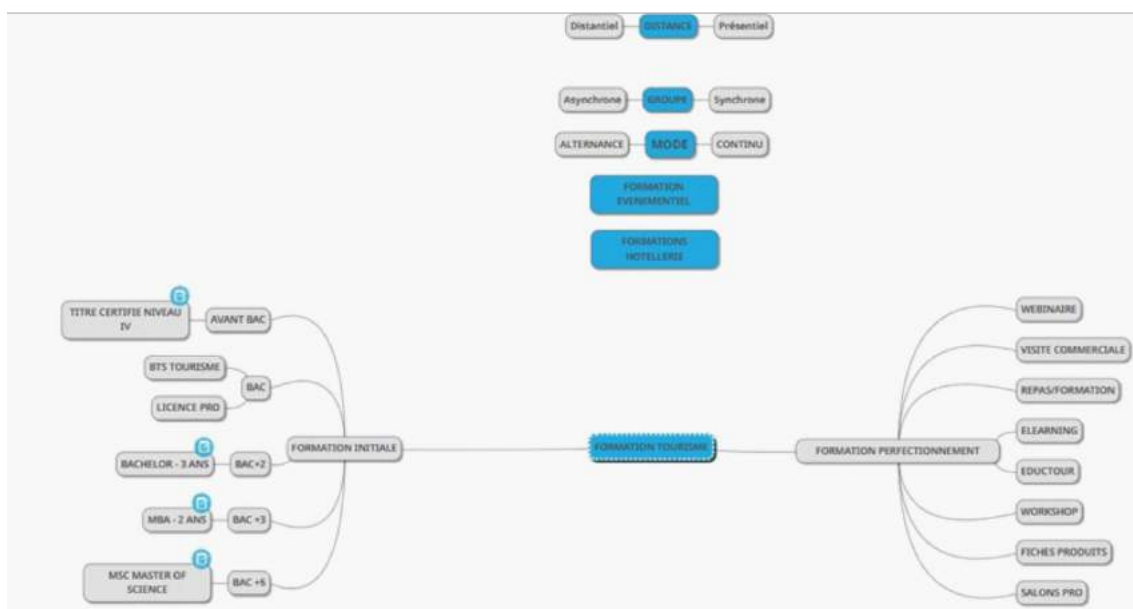 Distantiel DISTANCE Présentiel
Asynchrone GROUPE Synchrone
ALTERNANCE MODE CONTINU
FORMATION
EVENEMENTIEL
FORMATIONS
HOTELLERIE
TITRE CERTIFIE NIVEAU
IV
AVANT BAC
BTS TOURISME
LICENCE PRO
BAC
BACHELOR - 3 ANS
BAC+2
MBA - 2 ANS
BAC +3
MSC MASTER OF
SCIENCE
BAC +5
FORMATION INITIALE
FORMATION TOURISME
FORMATION PERFECTIONNEMENT
WEBINAIRE
VISITE COMMERCIALE
REPAS/FORMATION
ELEARNING
EDUCTOUR
WORKSHOP
FICHES PRODUITS
SALONS PRO